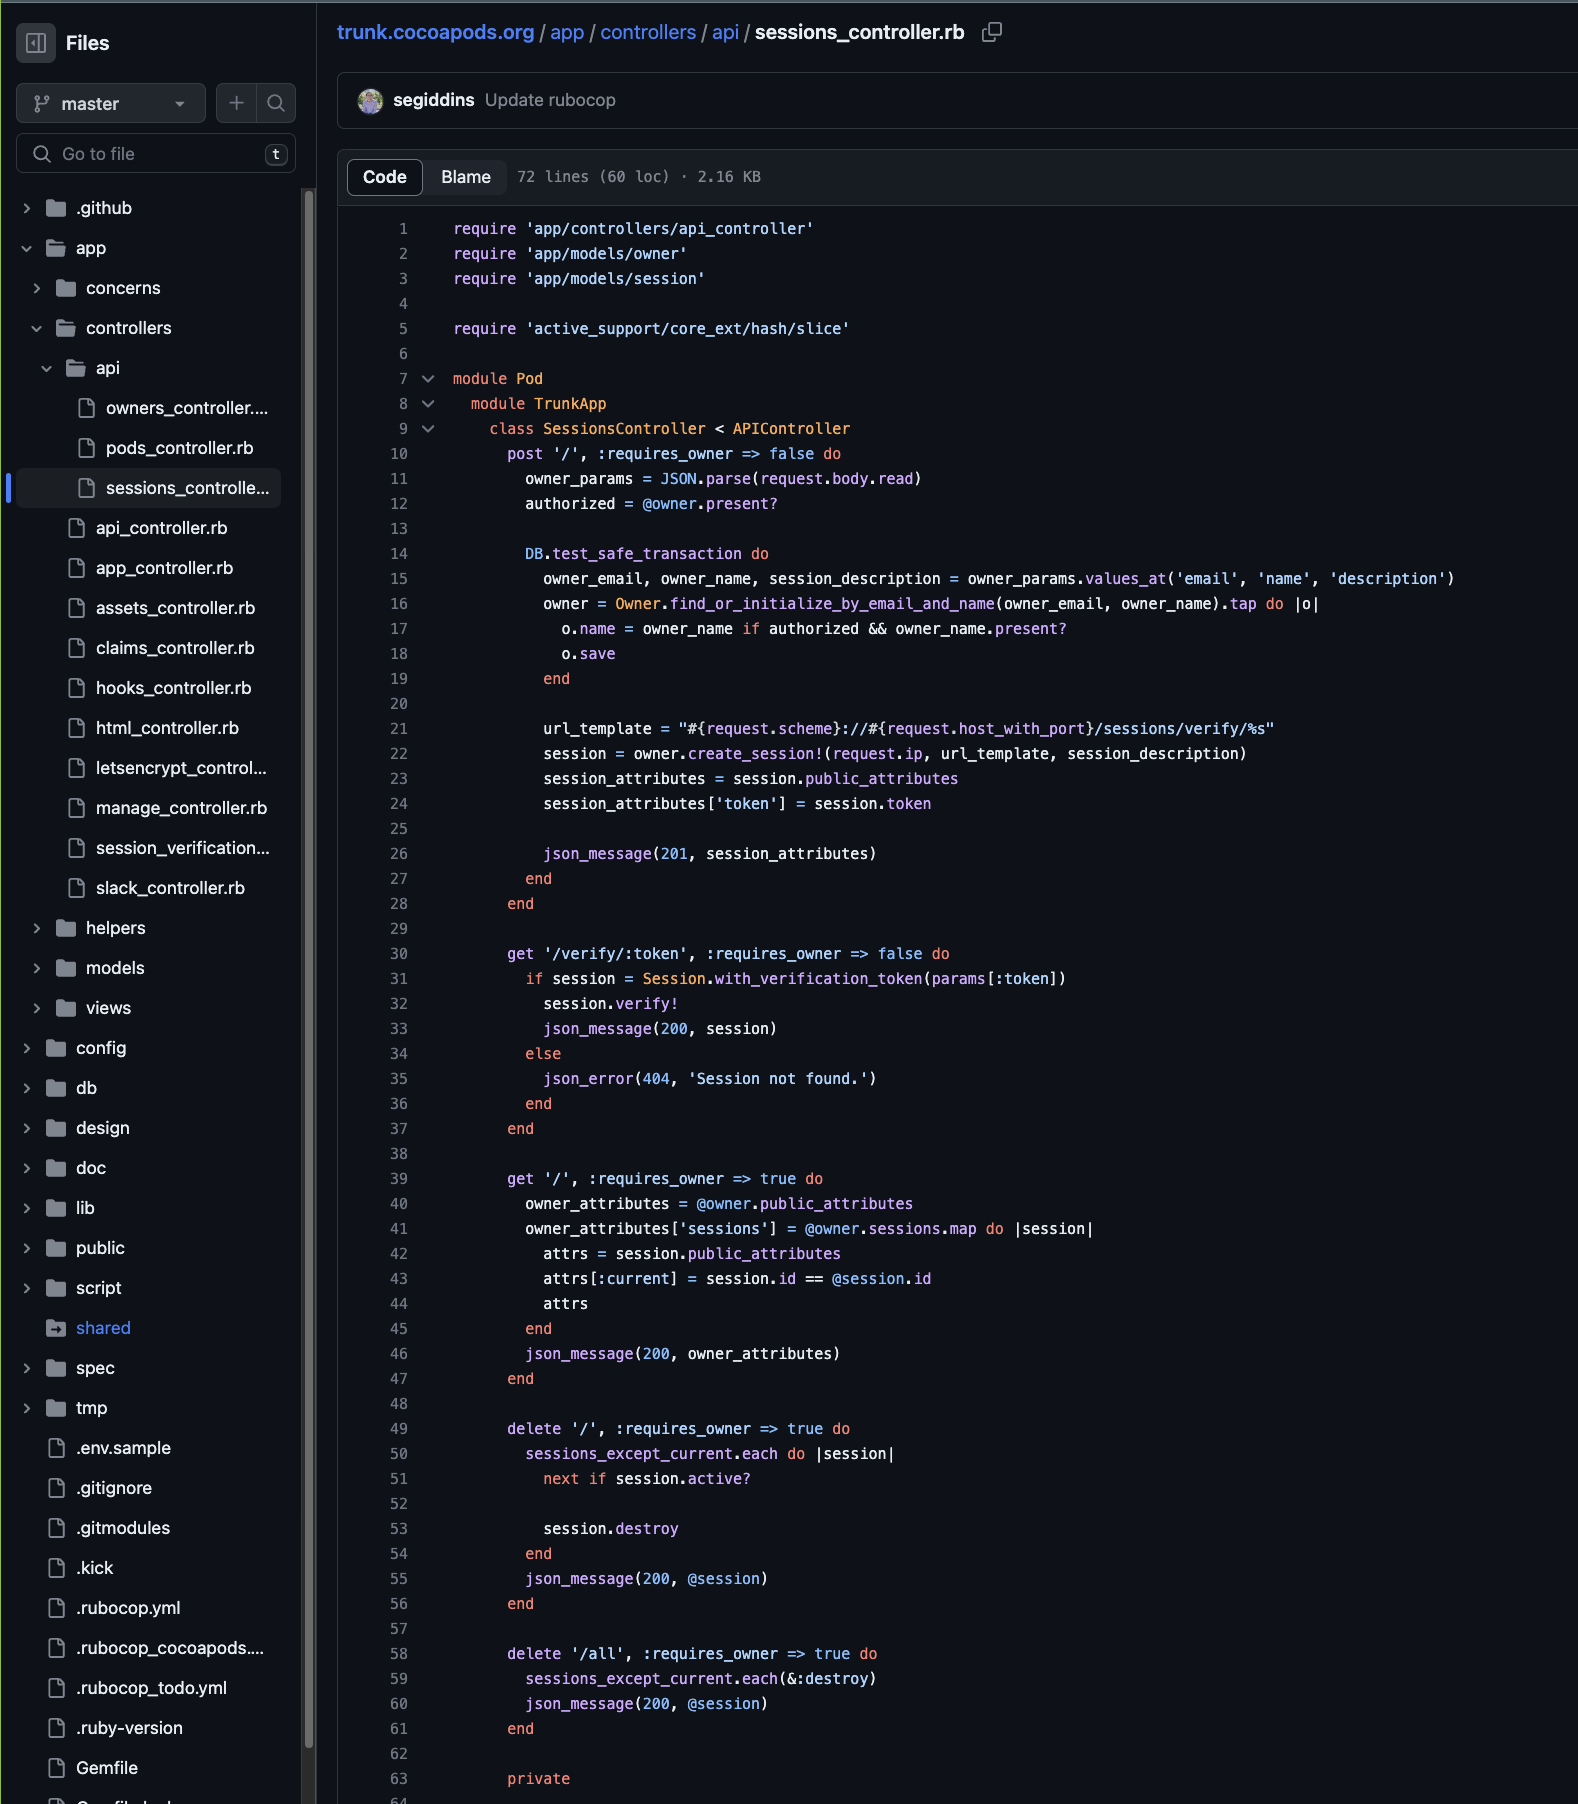 Files
master
Go to file
t
.github
app
concerns
controllers
api
owners_controller....
pods_controller.rb
sessions_controlle...
api_controller.rb
app_controller.rb
assets_controller.rb
claims_controller.rb
hooks_controller.rb
html_controller.rb
letsencrypt_control...
manage_controller.rb
session_verification...
slack_controller.rb
helpers
models
views
config
db
design
doc
lib
public
script
shared
spec
tmp
.env.sample
.gitignore
.gitmodules
.kick
.rubocop.yml
.rubocop_cocoapods....
.rubocop_todo.yml
.ruby-version
Gemfile
trunk.cocoapods.org / app / controllers / api / sessions_controller.rb
segiddins Update rubocop
Code Blame 72 lines (60 loc) · 2.16 KB
1 require 'app/controllers/api_controller'
2 require 'app/models/owner'
3 require 'app/models/session'
4
5 require 'active_support/core_ext/hash/slice'
6
7 module Pod
8 module TrunkApp
9 class SessionsController < APIController
10 post '/', :requires_owner => false do
11 owner_params = JSON.parse(request.body.read)
12 authorized = @owner.present?
13
14 DB.test_safe_transaction do
15 owner_email, owner_name, session_description = owner_params.values_at('email', 'name', 'description')
16 owner = Owner.find_or_initialize_by_email_and_name(owner_email, owner_name).tap do |o|
17 o.name = owner_name if authorized && owner_name.present?
18 o.save
19 end
20
21 url_template = "#{request.scheme}://#{request.host_with_port}/sessions/verify/%s"
22 session = owner.create_session!(request.ip, url_template, session_description)
23 session_attributes = session.public_attributes
24 session_attributes['token'] = session.token
25
26 json_message(201, session_attributes)
27 end
28 end
29
30 get '/verify/:token', :requires_owner => false do
31 if session = Session.with_verification_token(params[:token])
32 session.verify!
33 json_message(200, session)
34 else
35 json_error(404, 'Session not found.')
36 end
37 end
38
39 get '/', :requires_owner => true do
40 owner_attributes = @owner.public_attributes
41 owner_attributes['sessions'] = @owner.sessions.map do |session|
42 attrs = session.public_attributes
43 attrs[:current] = session.id == @session.id
44 attrs
45 end
46 json_message(200, owner_attributes)
47 end
48
49 delete '/', :requires_owner => true do
50 sessions_except_current.each do |session|
51 next if session.active?
52
53 session.destroy
54 end
55 json_message(200, @session)
56 end
57
58 delete '/all', :requires_owner => true do
59 sessions_except_current.each(&:destroy)
60 json_message(200, @session)
61 end
62
63 private